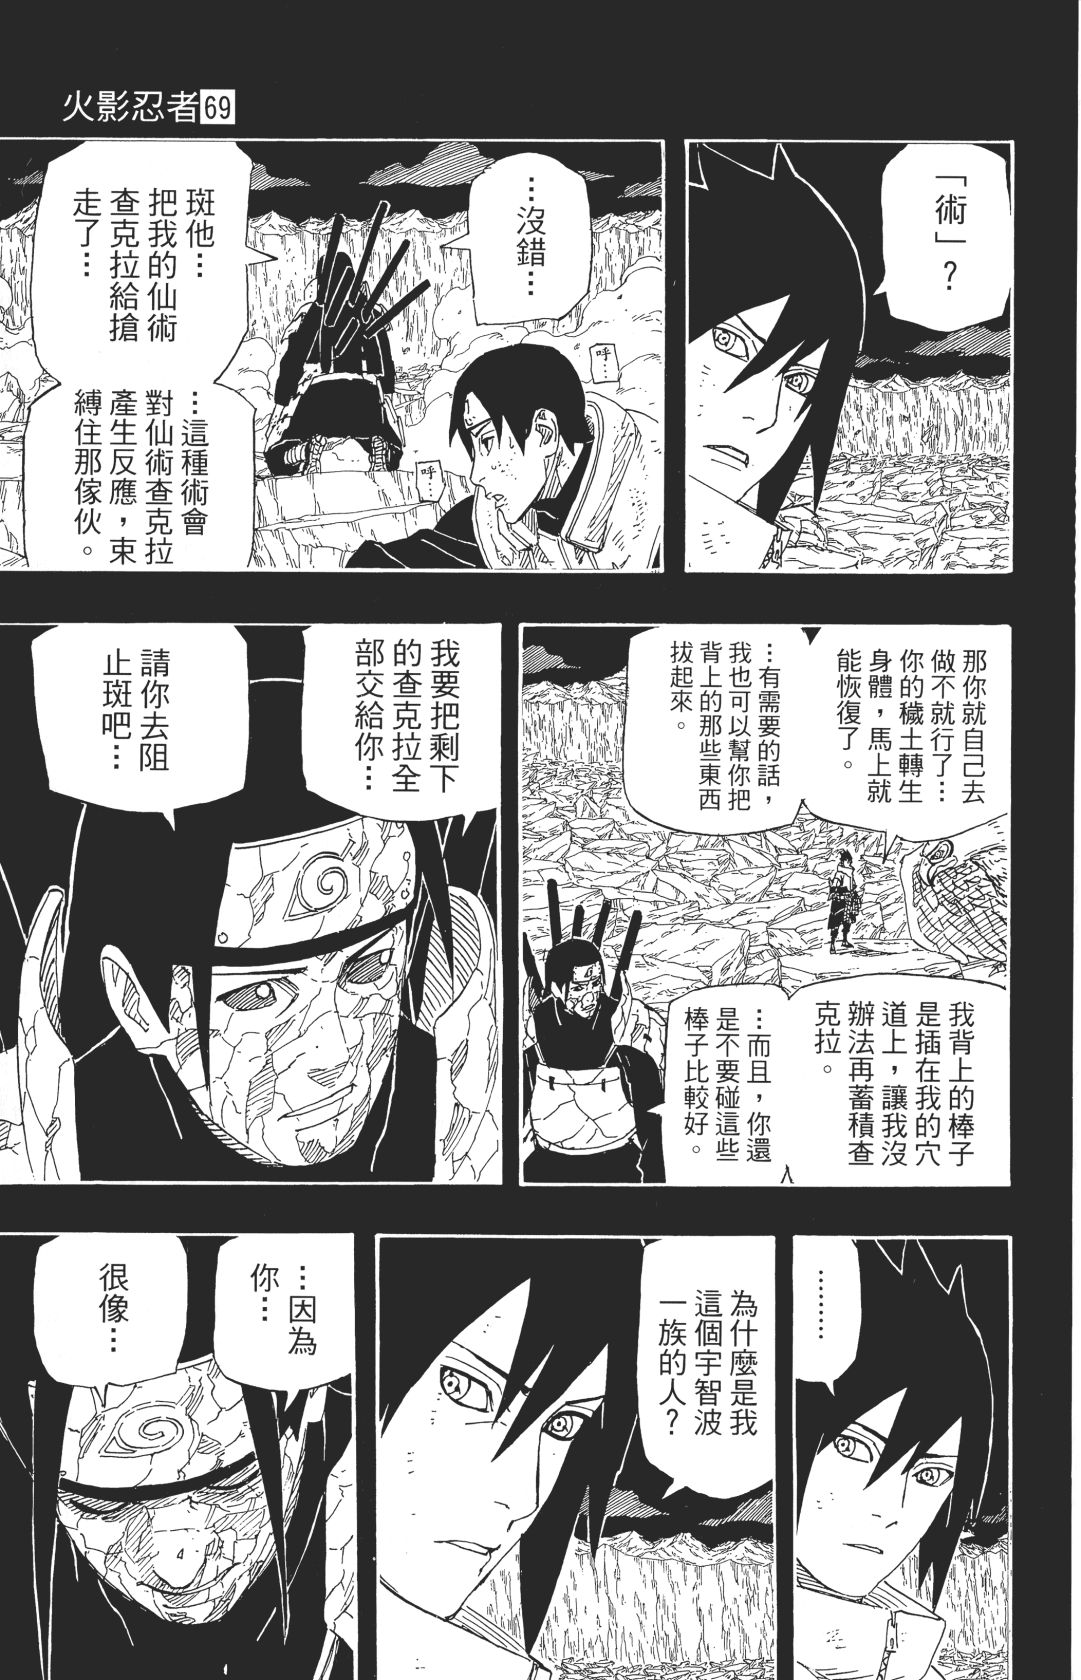 火影忍者69
「術」?
…沒錯…
呼…
呼…
斑他…
把我的仙術
查克拉給搶
走了…
…這種術會
對仙術查克拉
產生反應,束
縛住那傢伙。
那你就自己去
做不就行了…
你的穢土轉生
身體,馬上就
能恢復了。
…有需要的話,
我也可以幫你把
背上的那些東西
拔起來。
我背上的棒子
是插在我的穴
道上,讓我沒
辦法再蓄積查
克拉。
…而且,你還
是不要碰這些
棒子比較好。
我要把剩下
的查克拉全
部交給你…
請你去阻
止斑吧…
………
為什麼是我
這個宇智波
一族的人?
…因為
你…
很像…